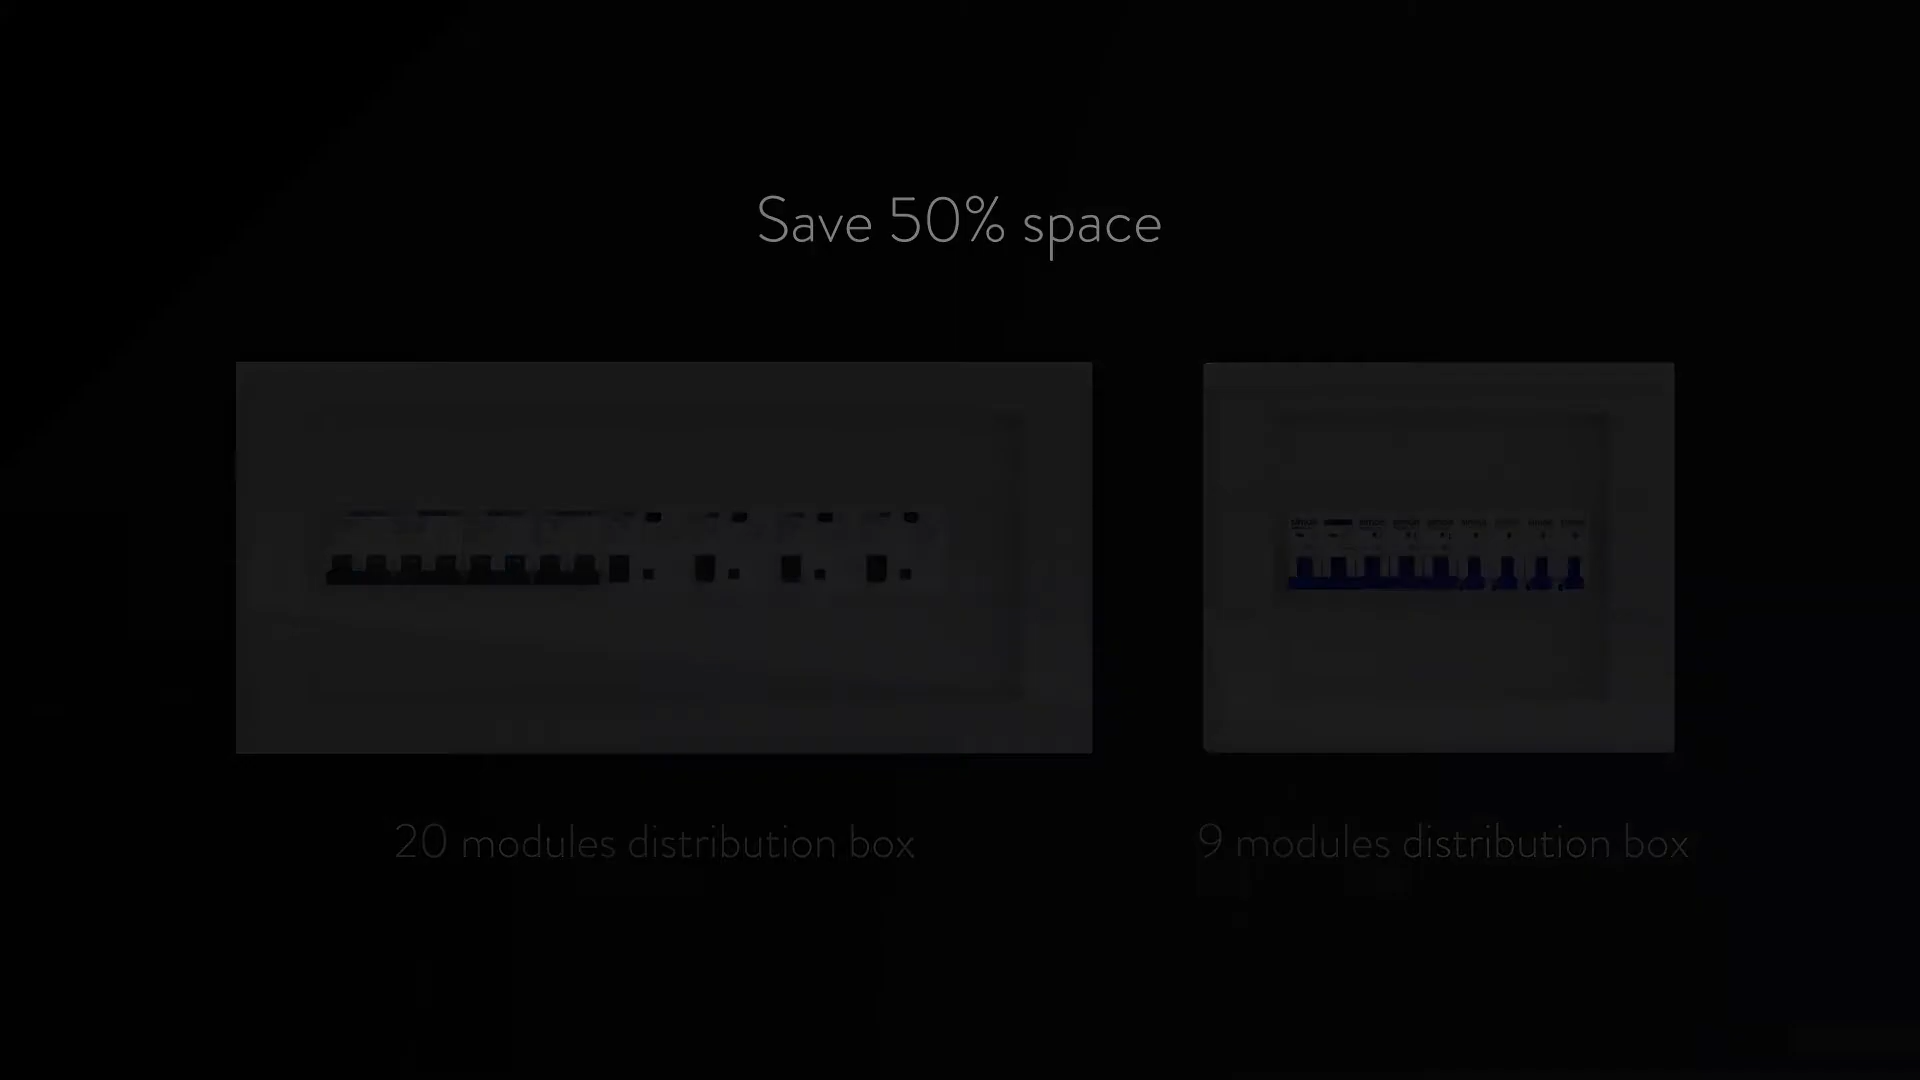 Save 50% space
20 modules distribution box
9 modules distribution box